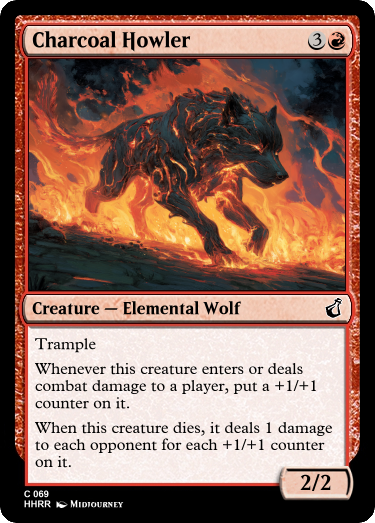 Charcoal Howler 3
Creature — Elemental Wolf
Trample
Whenever this creature enters or deals
combat damage to a player, put a +1/+1
counter on it.
When this creature dies, it deals 1 damage
to each opponent for each +1/+1 counter
on it.
2/2
C 069
HHRR Midjourney